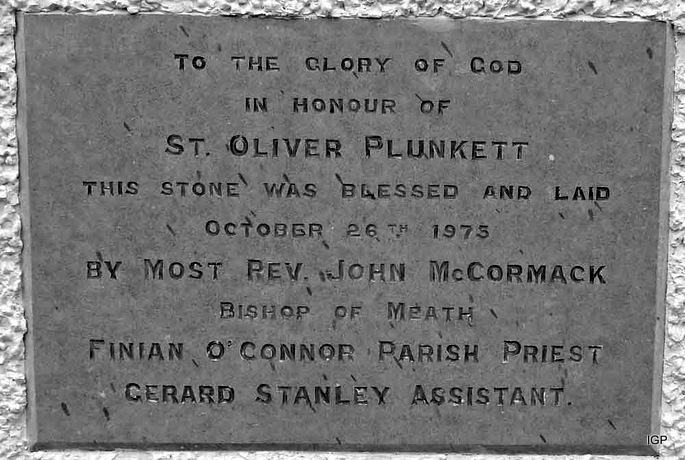 TO THE GLORY OF GOD
IN HONOUR OF
ST. OLIVER PLUNKETT
THIS STONE WAS BLESSED AND LAID
OCTOBER 26TH 1975
BY MOST REV. JOHN MCCORMACK
BISHOP OF MEATH
FINIAN O'CONNOR PARISH PRIEST
GERARD STANLEY ASSISTANT.
IGP